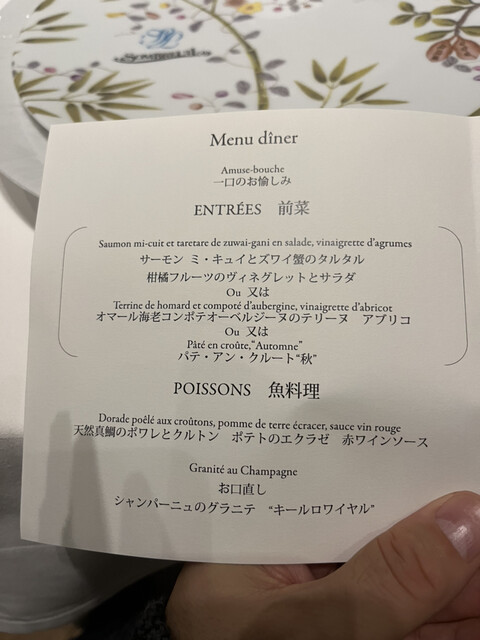 Menu dîner
Amuse-bouche
一口のお愉しみ
ENTRÉES 前菜
Saumon mi-cuit et taretare de zuwai-gani en salade, vinaigrette d'agrumes
サーモン ミ・キュイとズワイ蟹のタルタル
柑橘フルーツのヴィネグレットとサラダ
Ou 又は
Terrine de homard et compoté d'aubergine, vinaigrette d'abricot
オマール海老コンポテオーベルジーヌのテリーヌ アブリコ
Ou 又は
Pâté en croûte,“Automne”
パテ・アン・クルート“秋”
POISSONS 魚料理
Dorade poêlé aux croûtons, pomme de terre écracer, sauce vin rouge
天然真鯛のポワレとクルトン ポテトのエクラゼ 赤ワインソース
Granité au Champagne
お口直し
シャンパーニュのグラニテ “キールロワイヤル”